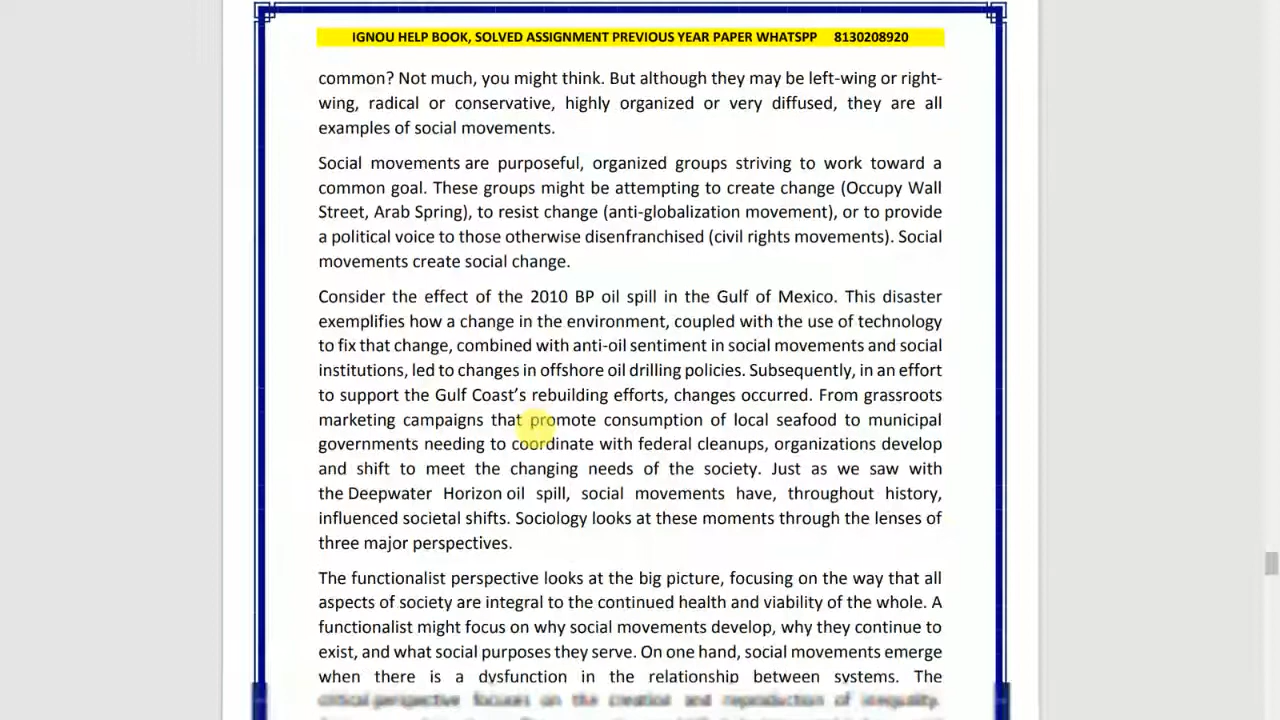 IGNOU HELP BOOK, SOLVED ASSIGNMENT PREVIOUS YEAR PAPER WHATSPP 8130208920
common? Not much, you might think. But although they may be left-wing or right-
wing, radical or conservative, highly organized or very diffused, they are all
examples of social movements.
Social movements are purposeful, organized groups striving to work toward a
common goal. These groups might be attempting to create change (Occupy Wall
Street, Arab Spring), to resist change (anti-globalization movement), or to provide
a political voice to those otherwise disenfranchised (civil rights movements). Social
movements create social change.
Consider the effect of the 2010 BP oil spill in the Gulf of Mexico. This disaster
exemplifies how a change in the environment, coupled with the use of technology
to fix that change, combined with anti-oil sentiment in social movements and social
institutions, led to changes in offshore oil drilling policies. Subsequently, in an effort
to support the Gulf Coast’s rebuilding efforts, changes occurred. From grassroots
marketing campaigns that promote consumption of local seafood to municipal
governments needing to coordinate with federal cleanups, organizations develop
and shift to meet the changing needs of the society. Just as we saw with
the Deepwater Horizon oil spill, social movements have, throughout history,
influenced societal shifts. Sociology looks at these moments through the lenses of
three major perspectives.
The functionalist perspective looks at the big picture, focusing on the way that all
aspects of society are integral to the continued health and viability of the whole. A
functionalist might focus on why social movements develop, why they continue to
exist, and what social purposes they serve. On one hand, social movements emerge
when there is a dysfunction in the relationship between systems. The
critical perspective focuses on the creation and reproduction of inequality.